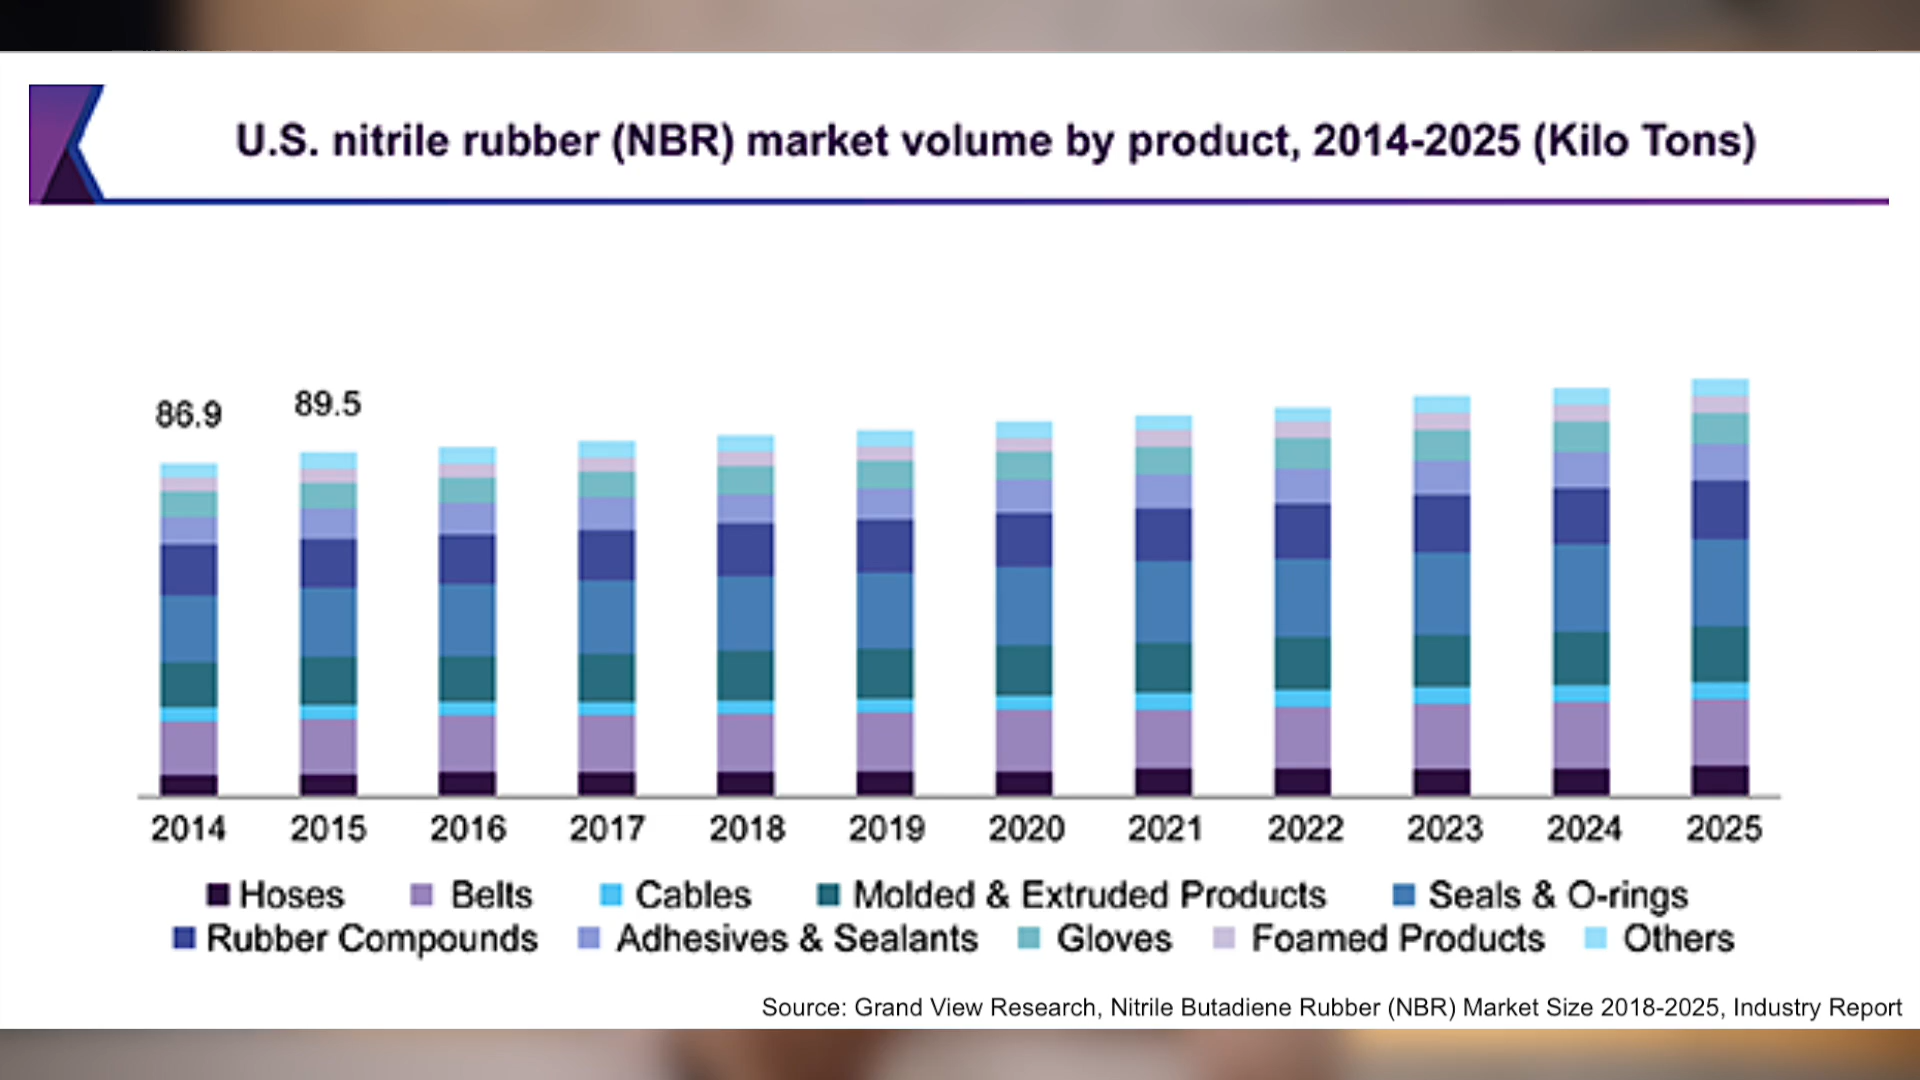 U.S. nitrile rubber (NBR) market volume by product, 2014-2025 (Kilo Tons)
86.9 89.5
2014 2015 2016 2017 2018 2019 2020 2021 2022 2023 2024 2025
Hoses Belts Cables Molded & Extruded Products Seals & O-rings
Rubber Compounds Adhesives & Sealants Gloves Foamed Products Others
Source: Grand View Research, Nitrile Butadiene Rubber (NBR) Market Size 2018-2025, Industry Report